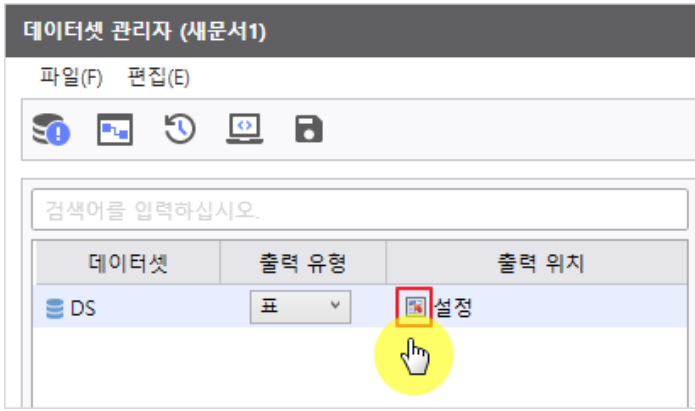 데이터셋 관리자 (새문서1)
파일(F) 편집(E)
검색어를 입력하십시오.
데이터셋 출력 유형 출력 위치
DS 표 설정